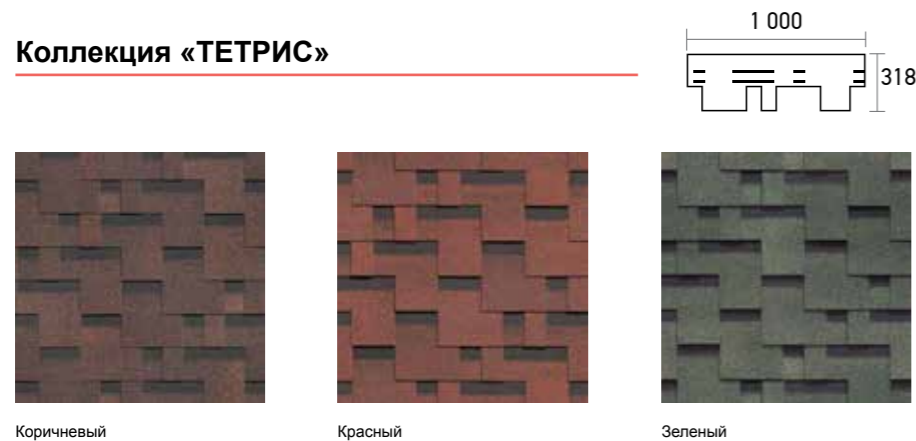 Коллекция «ТЕТРИС»
1 000
318
Коричневый
Красный
Зеленый